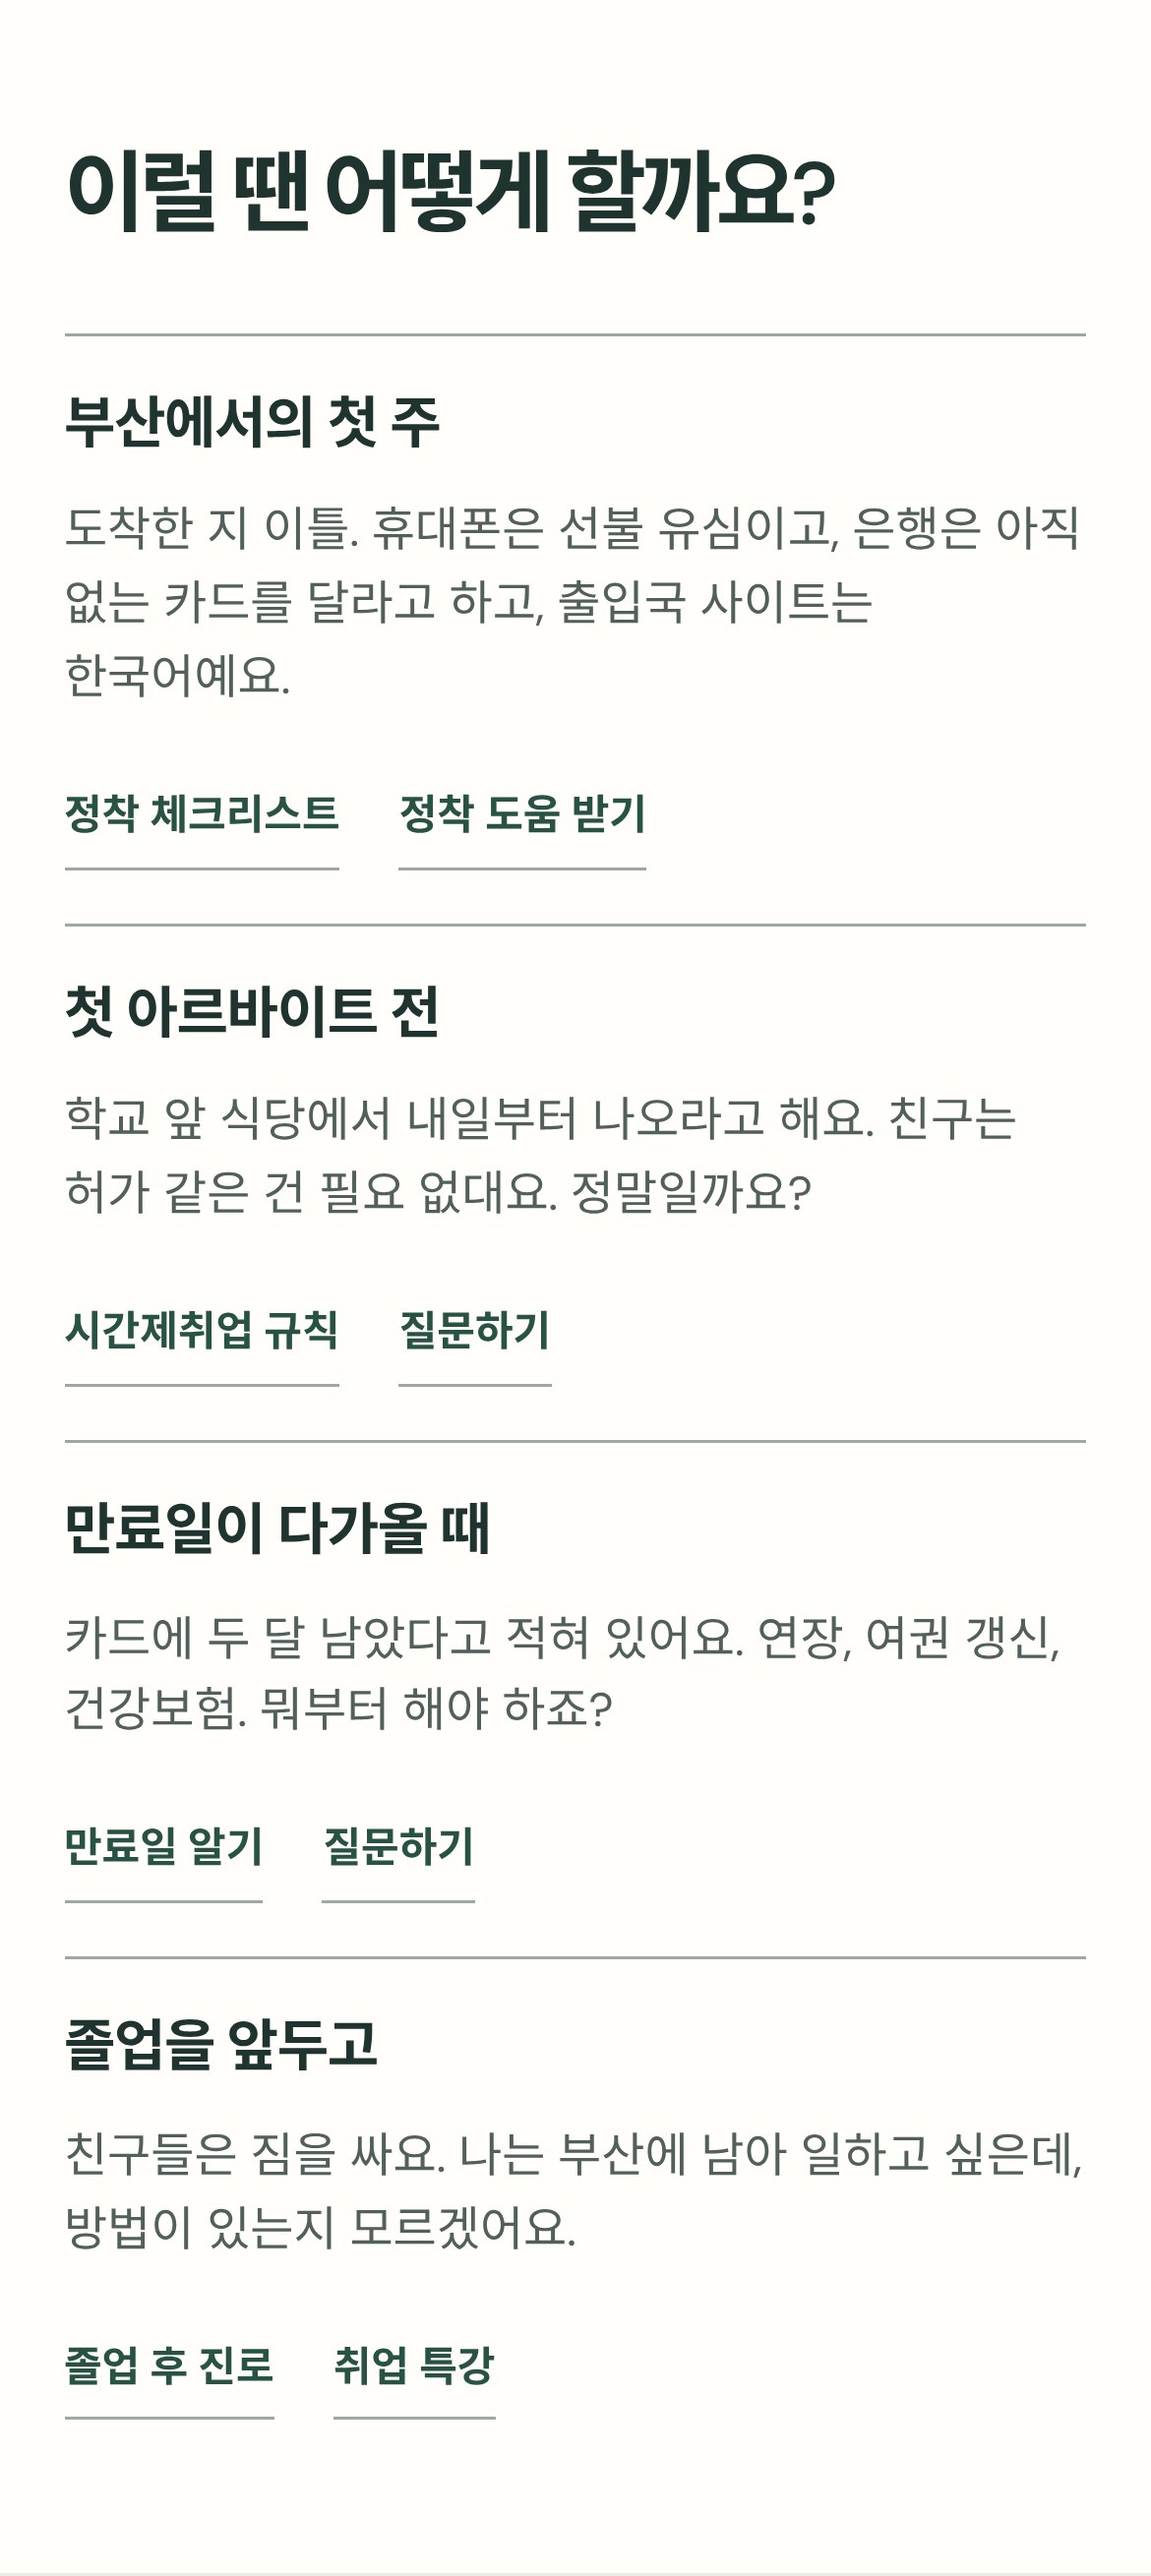 이럴 땐 어떻게 할까요?
부산에서의 첫 주
도착한 지 이틀. 휴대폰은 선불 유심이고, 은행은 아직
없는 카드를 달라고 하고, 출입국 사이트는
한국어예요.
정착 체크리스트 정착 도움 받기
첫 아르바이트 전
학교 앞 식당에서 내일부터 나오라고 해요. 친구는
허가 같은 건 필요 없대요. 정말일까요?
시간제취업 규칙 질문하기
만료일이 다가올 때
카드에 두 달 남았다고 적혀 있어요. 연장, 여권 갱신,
건강보험. 뭐부터 해야 하죠?
만료일 알기 질문하기
졸업을 앞두고
친구들은 짐을 싸요. 나는 부산에 남아 일하고 싶은데,
방법이 있는지 모르겠어요.
졸업 후 진로 취업 특강